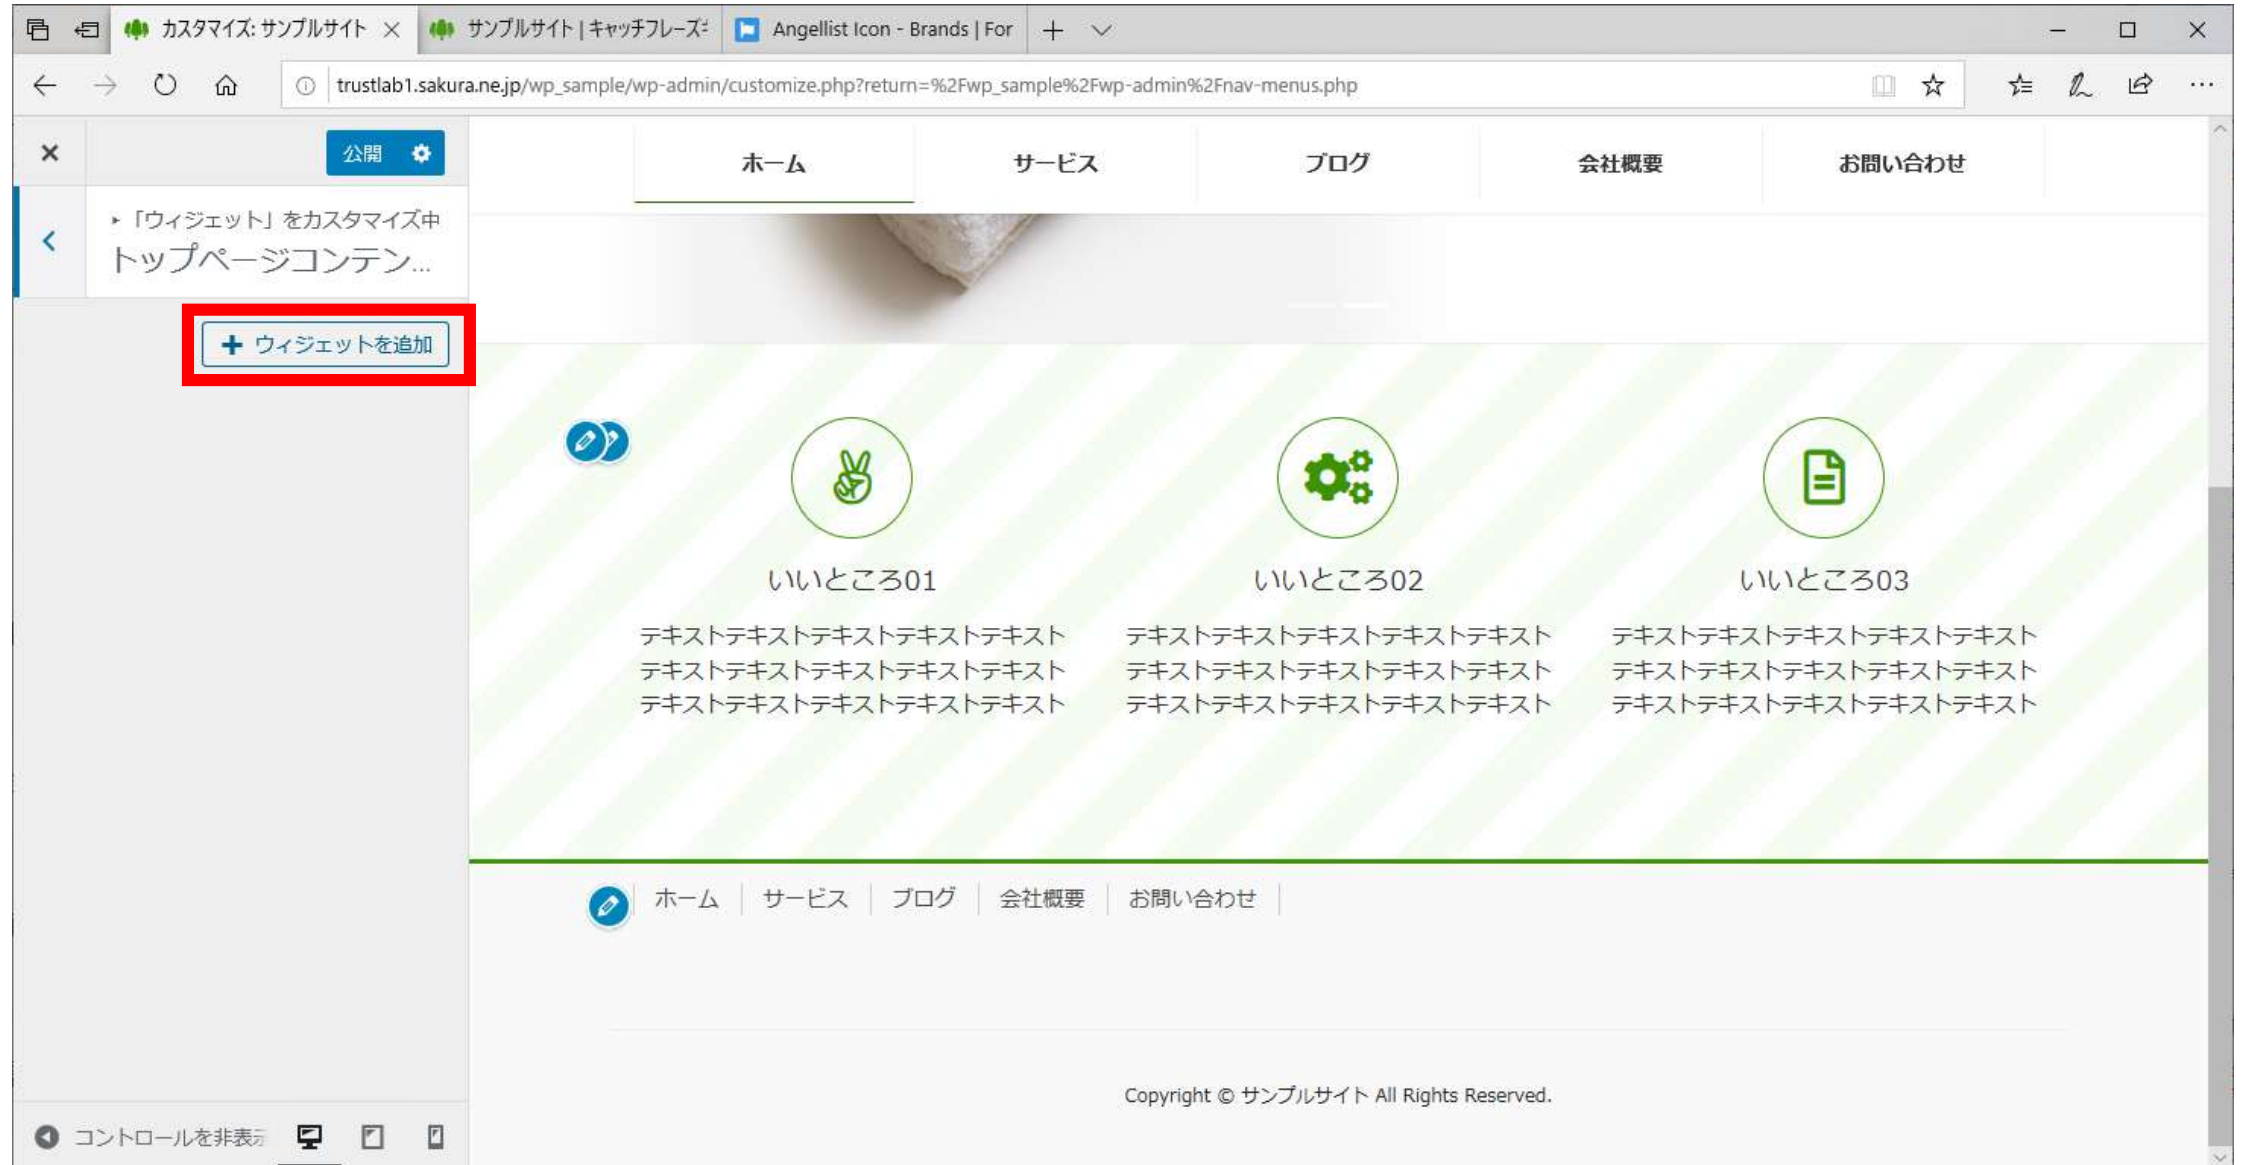 カスタマイズ: サンプルサイト
サンプルサイト | キャッチフレーズ
Angellist Icon - Brands | For
trustlab1.sakura.ne.jp/wp_sample/wp-admin/customize.php?return=%2Fwp_sample%2Fwp-admin%2Fnav-menus.php
公開
▸「ウィジェット」をカスタマイズ中
トップページコンテン...
ウィジェットを追加
ホーム サービス ブログ 会社概要 お問い合わせ
いいところ01
テキストテキストテキストテキストテキスト
テキストテキストテキストテキストテキスト
テキストテキストテキストテキストテキスト
いいところ02
テキストテキストテキストテキストテキスト
テキストテキストテキストテキストテキスト
テキストテキストテキストテキストテキスト
いいところ03
テキストテキストテキストテキストテキスト
テキストテキストテキストテキストテキスト
テキストテキストテキストテキストテキスト
ホーム サービス ブログ 会社概要 お問い合わせ
Copyright © サンプルサイト All Rights Reserved.
コントロールを非表示